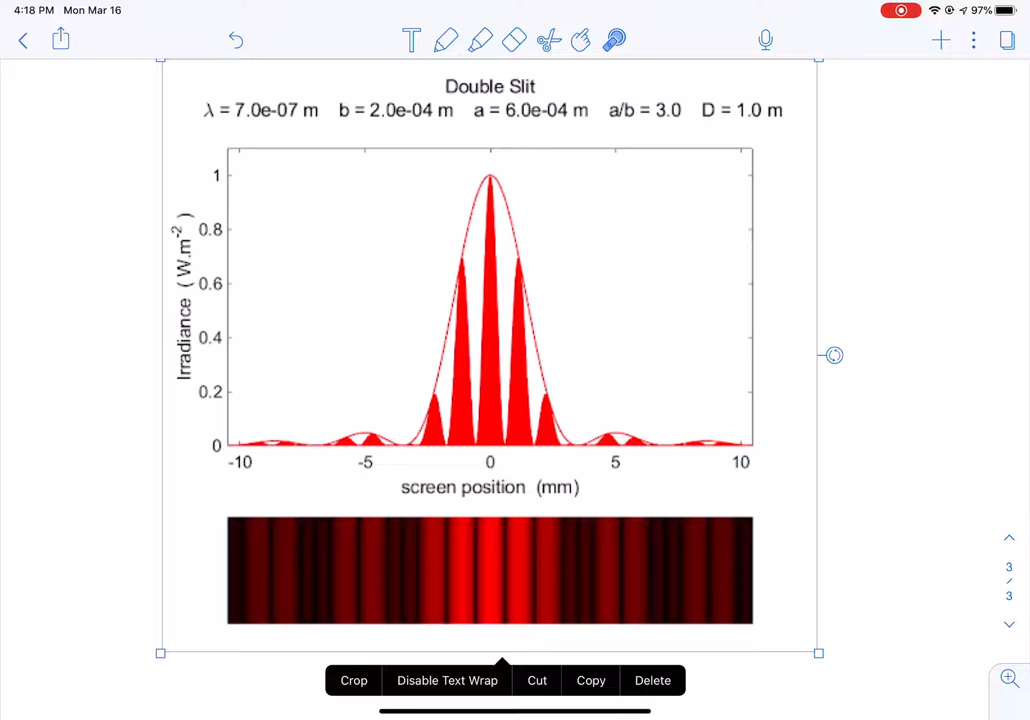 4:18 PM Mon Mar 16
97%
Double Slit
λ = 7.0e-07 m b = 2.0e-04 m a = 6.0e-04 m a/b = 3.0 D = 1.0 m
1
0.8
0.6
0.4
0.2
0
Irradiance ( W.m-2 )
-10 -5 0 5 10
screen position (mm)
3
/
3
Crop Disable Text Wrap Cut Copy Delete